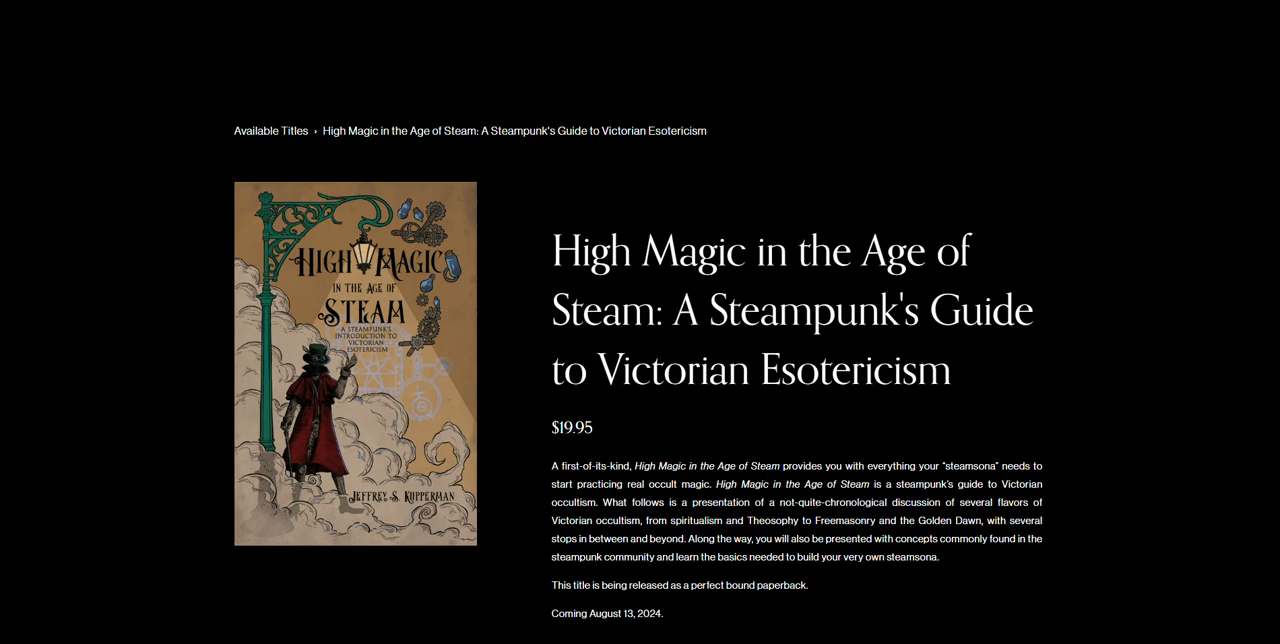 Available Titles › High Magic in the Age of Steam: A Steampunk's Guide to Victorian Esotericism
HIGH MAGIC
IN THE AGE OF
STEAM
A STEAMPUNK'S
INTRODUCTION TO
VICTORIAN
ESOTERICISM
JEFFREY S. KUPPERMAN
High Magic in the Age of
Steam: A Steampunk's Guide
to Victorian Esotericism
$19.95
A first-of-its-kind, High Magic in the Age of Steam provides you with everything your “steamsona” needs to
start practicing real occult magic. High Magic in the Age of Steam is a steampunk’s guide to Victorian
occultism. What follows is a presentation of a not-quite-chronological discussion of several flavors of
Victorian occultism, from spiritualism and Theosophy to Freemasonry and the Golden Dawn, with several
stops in between and beyond. Along the way, you will also be presented with concepts commonly found in the
steampunk community and learn the basics needed to build your very own steamsona.
This title is being released as a perfect bound paperback.
Coming August 13, 2024.